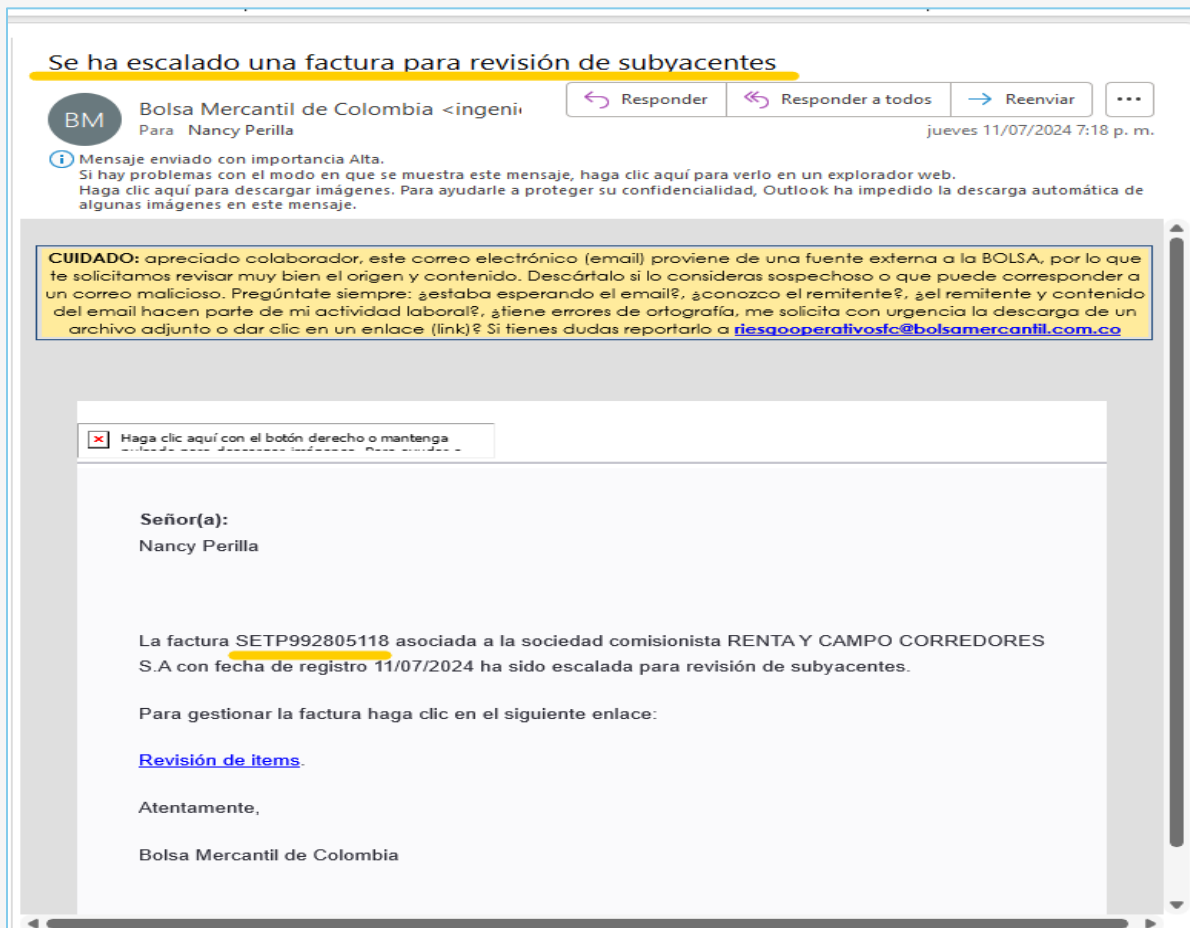 Se ha escalado una factura para revisión de subyacentes
BM
Bolsa Mercantil de Colombia <ingeni
Responder
Responder a todos
Reenviar
Para Nancy Perilla
jueves 11/07/2024 7:18 p. m.
Mensaje enviado con importancia Alta.
Si hay problemas con el modo en que se muestra este mensaje, haga clic aquí para verlo en un explorador web.
Haga clic aquí para descargar imágenes. Para ayudarle a proteger su confidencialidad, Outlook ha impedido la descarga automática de
algunas imágenes en este mensaje.
CUIDADO: apreciado colaborador, este correo electrónico (email) proviene de una fuente externa a la BOLSA, por lo que
te solicitamos revisar muy bien el origen y contenido. Descártalo si lo consideras sospechoso o que puede corresponder a
un correo malicioso. Pregúntate siempre: ¿estaba esperando el email?, ¿conozco el remitente?, ¿el remitente y contenido
del email hacen parte de mi actividad laboral?, ¿tiene errores de ortografía, me solicita con urgencia la descarga de un
archivo adjunto o dar clic en un enlace (link)? Si tienes dudas reportarlo a riesgooperativosfc@bolsamercantil.com.co
Haga clic aquí con el botón derecho o mantenga
Señor(a):
Nancy Perilla
La factura SETP992805118 asociada a la sociedad comisionista RENTA Y CAMPO CORREDORES
S.A con fecha de registro 11/07/2024 ha sido escalada para revisión de subyacentes.
Para gestionar la factura haga clic en el siguiente enlace:
Revisión de items.
Atentamente,
Bolsa Mercantil de Colombia